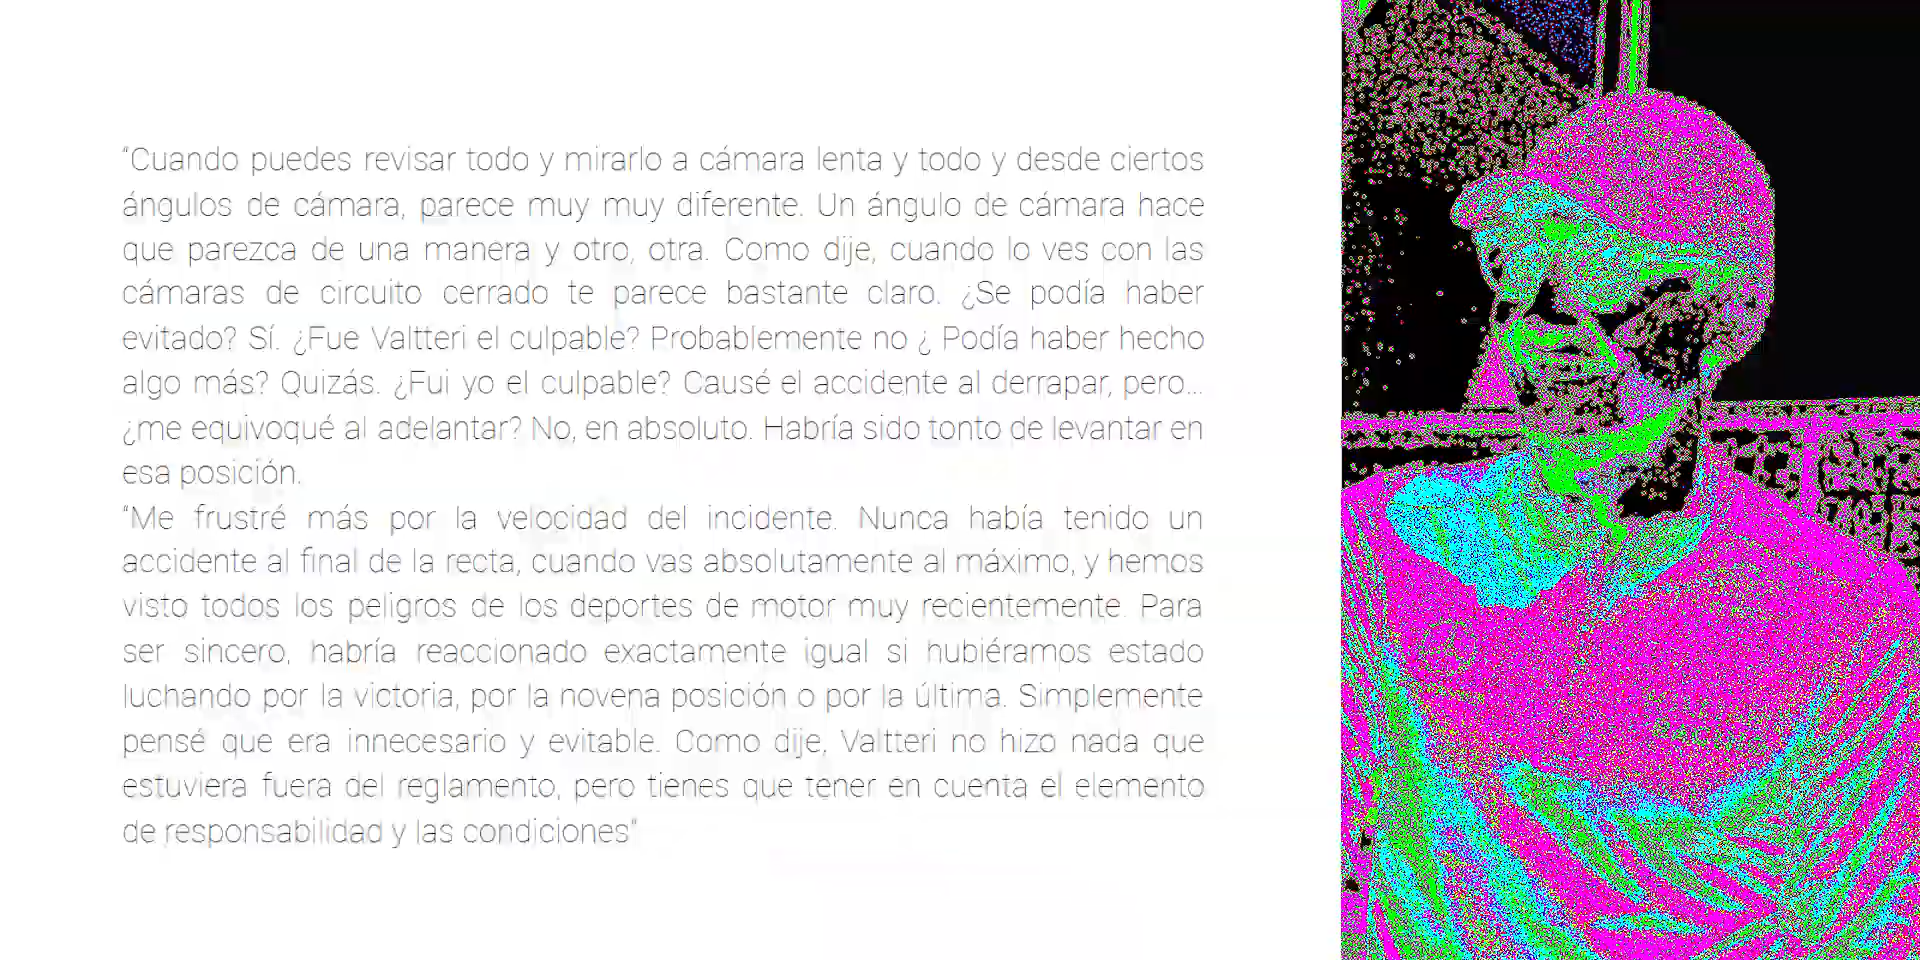 “Cuando puedes revisar todo y mirarlo a cámara lenta y todo y desde ciertos
ángulos de cámara, parece muy muy diferente. Un ángulo de cámara hace
que parezca de una manera y otro, otra. Como dije, cuando lo ves con las
cámaras de circuito cerrado te parece bastante claro. ¿Se podía haber
evitado? Sí. ¿Fue Valtteri el culpable? Probablemente no ¿ Podía haber hecho
algo más? Quizás. ¿Fui yo el culpable? Causé el accidente al derrapar, pero...
¿me equivoqué al adelantar? No, en absoluto. Habría sido tonto de levantar en
esa posición.
“Me frustré más por la velocidad del incidente. Nunca había tenido un
accidente al final de la recta, cuando vas absolutamente al máximo, y hemos
visto todos los peligros de los deportes de motor muy recientemente. Para
ser sincero, habría reaccionado exactamente igual si hubiéramos estado
luchando por la victoria, por la novena posición o por la última. Simplemente
pensé que era innecesario y evitable. Como dije, Valtteri no hizo nada que
estuviera fuera del reglamento, pero tienes que tener en cuenta el elemento
de responsabilidad y las condiciones”
RACING